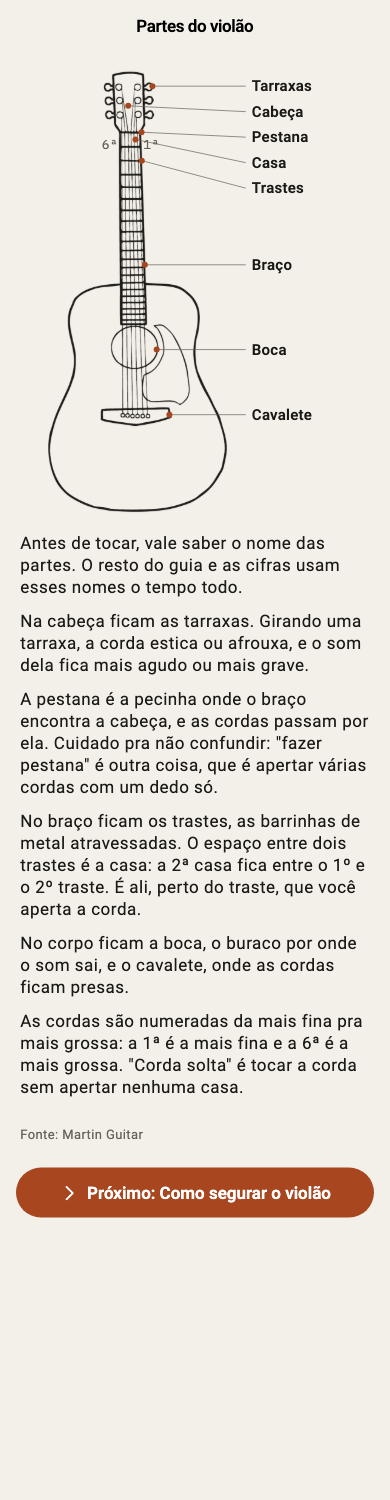 Partes do violão
Tarraxas
Cabeça
Pestana
6ª 1ª
Casa
Trastes
Braço
Boca
Cavalete
Antes de tocar, vale saber o nome das
partes. O resto do guia e as cifras usam
esses nomes o tempo todo.
Na cabeça ficam as tarraxas. Girando uma
tarraxa, a corda estica ou afrouxa, e o som
dela fica mais agudo ou mais grave.
A pestana é a pecinha onde o braço
encontra a cabeça, e as cordas passam por
ela. Cuidado pra não confundir: "fazer
pestana" é outra coisa, que é apertar várias
cordas com um dedo só.
No braço ficam os trastes, as barrinhas de
metal atravessadas. O espaço entre dois
trastes é a casa: a 2ª casa fica entre o 1º e
o 2º traste. É ali, perto do traste, que você
aperta a corda.
No corpo ficam a boca, o buraco por onde
o som sai, e o cavalete, onde as cordas
ficam presas.
As cordas são numeradas da mais fina pra
mais grossa: a 1ª é a mais fina e a 6ª é a
mais grossa. "Corda solta" é tocar a corda
sem apertar nenhuma casa.
Fonte: Martin Guitar
Próximo: Como segurar o violão